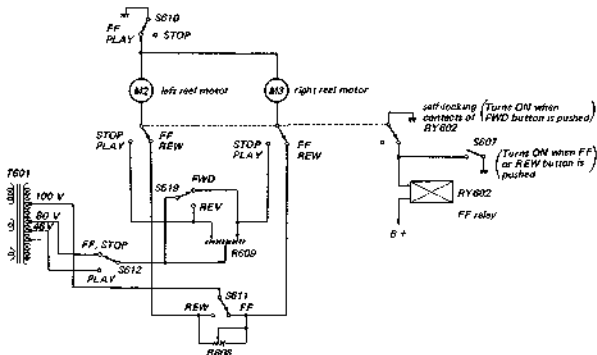 S610
FF
PLAY
STOP
M2
left reel motor
M3
right reel motor
self-locking
contacts of
RY602
(Turns ON when
FWD button is
pushed)
STOP
PLAY
FF
REW
STOP
PLAY
FF
REW
S607
(Turns ON when FF
or REW button is
pushed)
T601
100 V
80 V
S619
FWD
REV
RY602
FF relay
B +
R609
FF, STOP
S612
PLAY
S611
REW
FF
R608